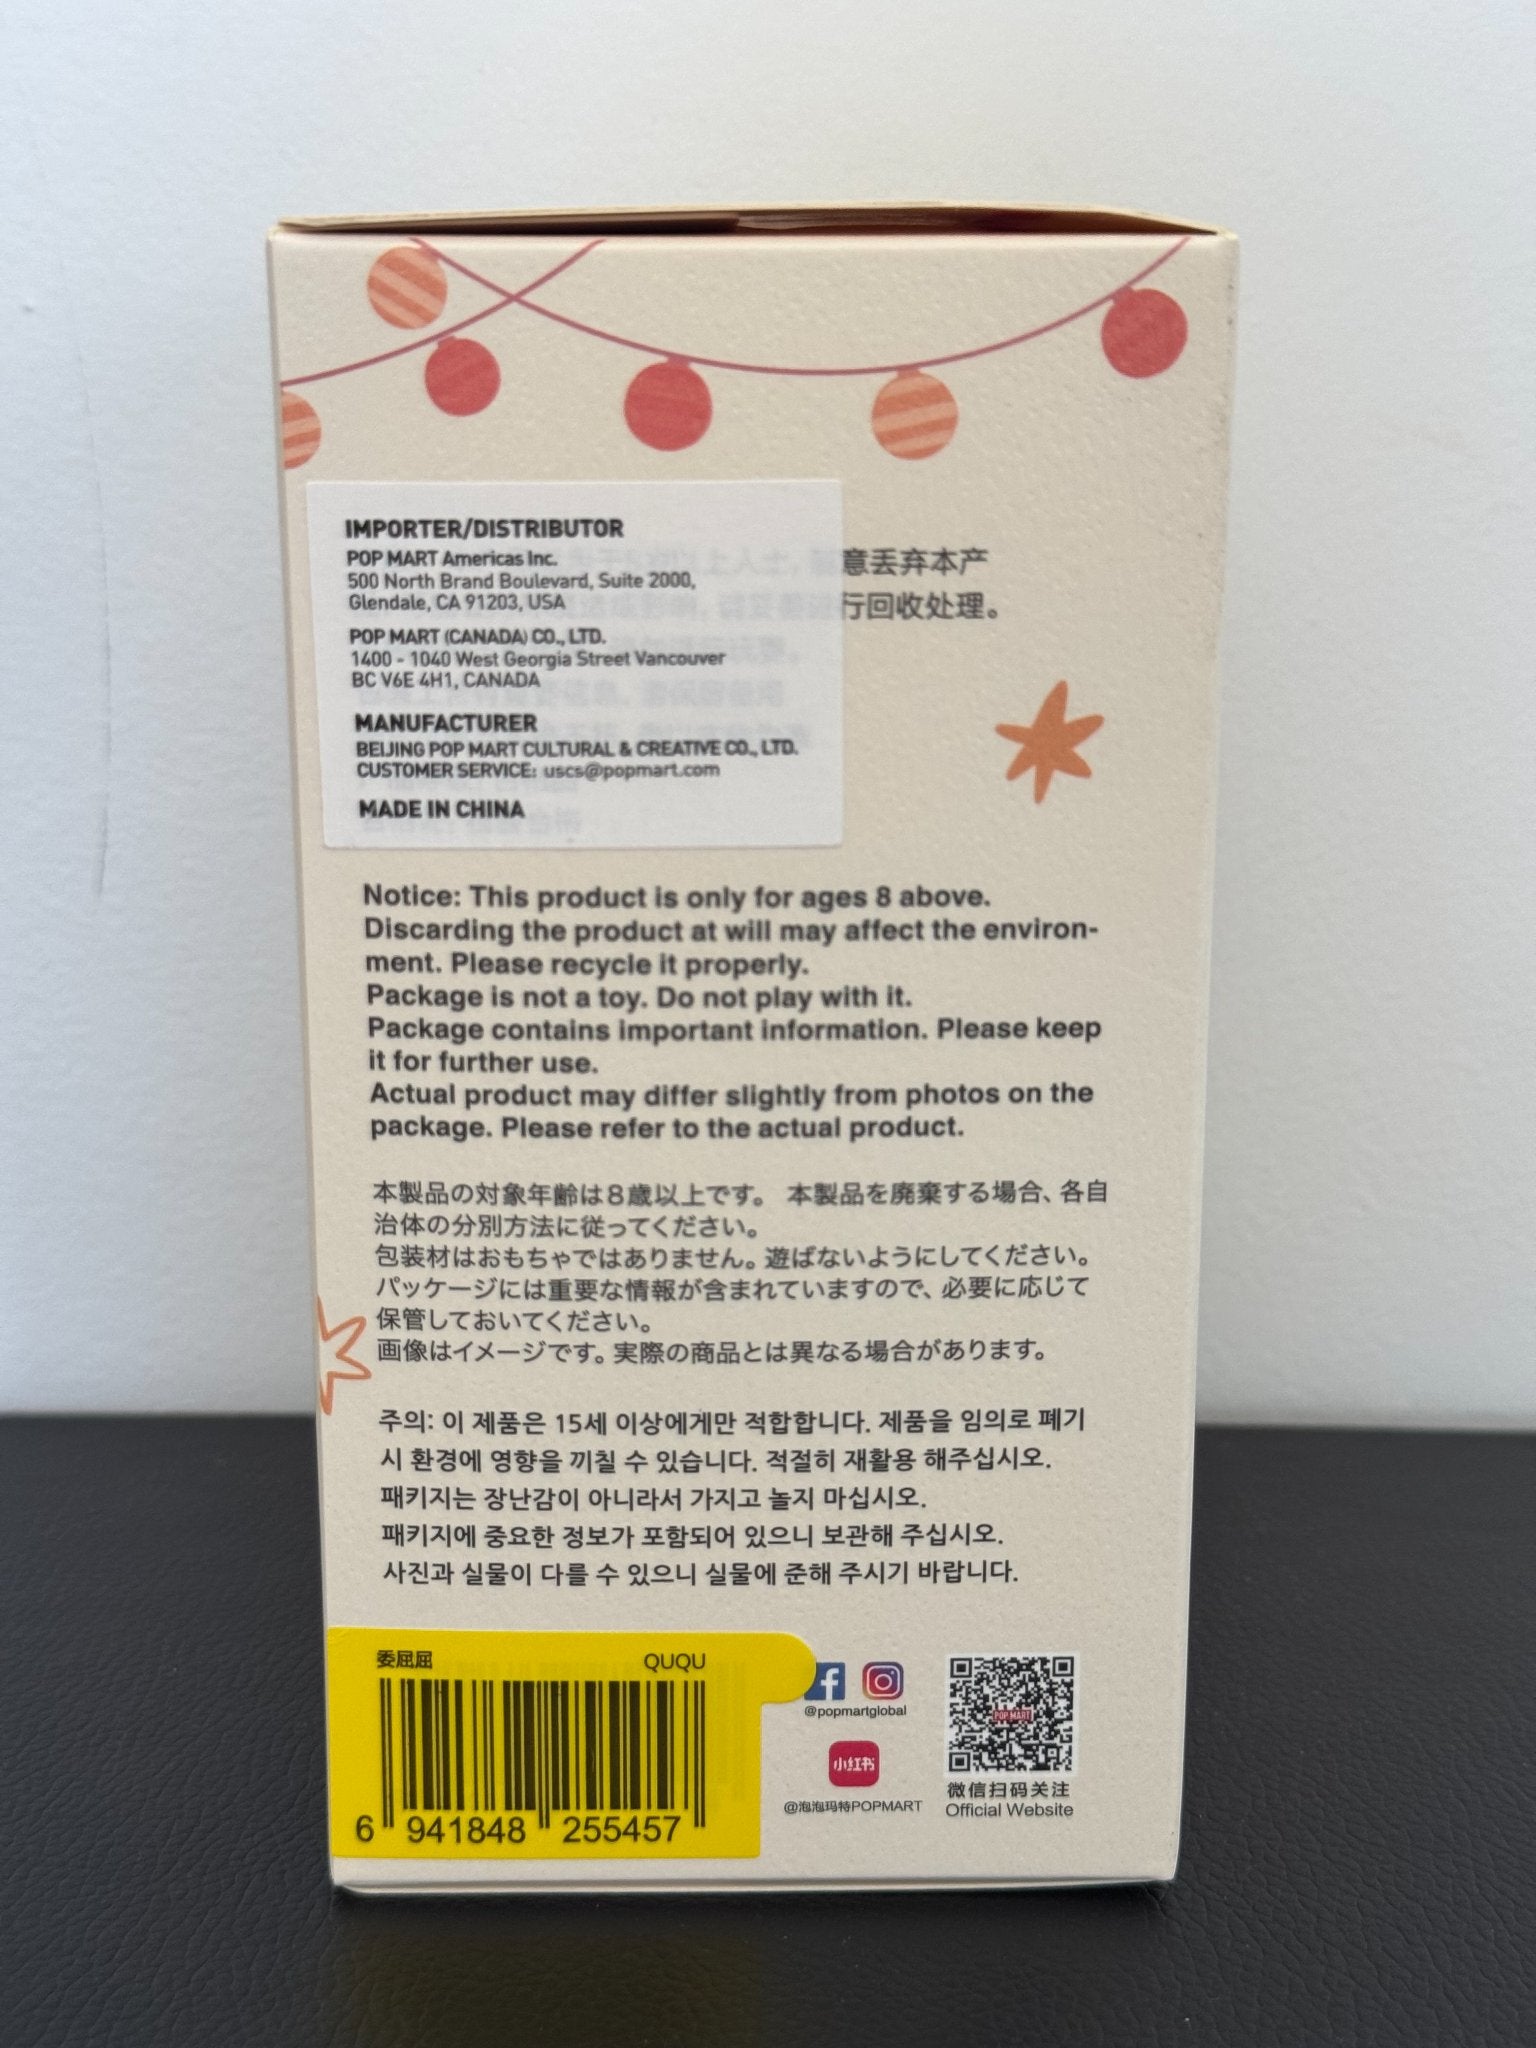 IMPORTER/DISTRIBUTOR
POP MART Americas Inc.
500 North Brand Boulevard, Suite 2000,
Glendale, CA 91203, USA
POP MART (CANADA) CO., LTD.
1400 - 1040 West Georgia Street Vancouver
BC V6E 4H1, CANADA
MANUFACTURER
BEIJING POP MART CULTURAL & CREATIVE CO., LTD.
CUSTOMER SERVICE: uscs@popmart.com
MADE IN CHINA
意丢弃本产
行回收处理。
Notice: This product is only for ages 8 above.
Discarding the product at will may affect the environ-
ment. Please recycle it properly.
Package is not a toy. Do not play with it.
Package contains important information. Please keep
it for further use.
Actual product may differ slightly from photos on the
package. Please refer to the actual product.
本製品の対象年齢は8歳以上です。 本製品を廃棄する場合、各自
治体の分別方法に従ってください。
包装材はおもちゃではありません。遊ばないようにしてください。
パッケージには重要な情報が含まれていますので、必要に応じて
保管しておいてください。
画像はイメージです。実際の商品とは異なる場合があります。
주의: 이 제품은 15세 이상에게만 적합합니다. 제품을 임의로 폐기
시 환경에 영향을 끼칠 수 있습니다. 적절히 재활용 해주십시오.
패키지는 장난감이 아니라서 가지고 놀지 마십시오.
패키지에 중요한 정보가 포함되어 있으니 보관해 주십시오.
사진과 실물이 다를 수 있으니 실물에 준해 주시기 바랍니다.
委屈屈 QUQU
6 941848 255457
@popmartglobal
小红书
@泡泡玛特POPMART
POP MART
微信扫码关注
Official Website